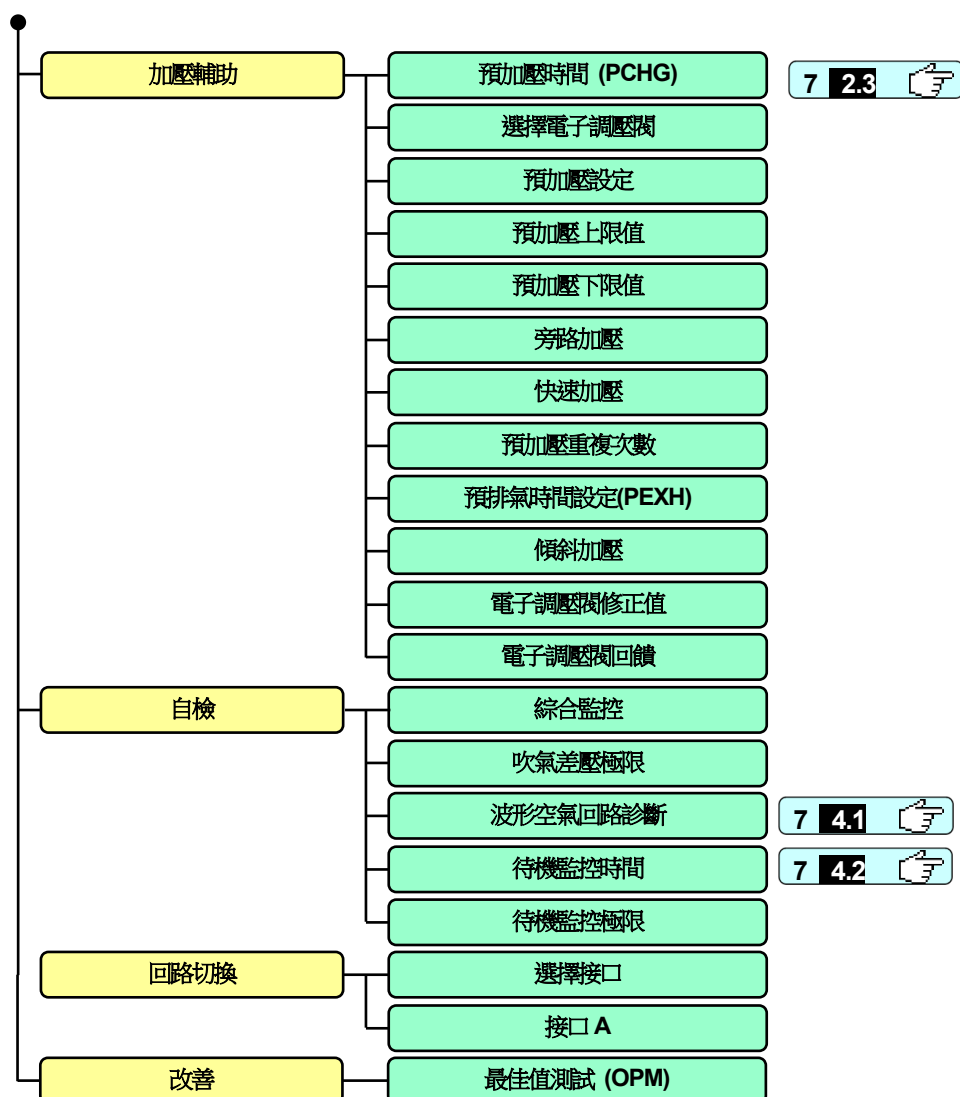 加壓輔助
預加壓時間 (PCHG)
7 2.3
選擇電子調壓閥
預加壓設定
預加壓上限值
預加壓下限值
旁路加壓
快速加壓
預加壓重複次數
預排氣時間設定(PEXH)
傾斜加壓
電子調壓閥修正值
電子調壓閥回饋
自檢
綜合監控
吹氣差壓極限
波形空氣回路診斷
7 4.1
待機監控時間
7 4.2
待機監控極限
回路切換
選擇接口
接口 A
改善
最佳值測試 (OPM)